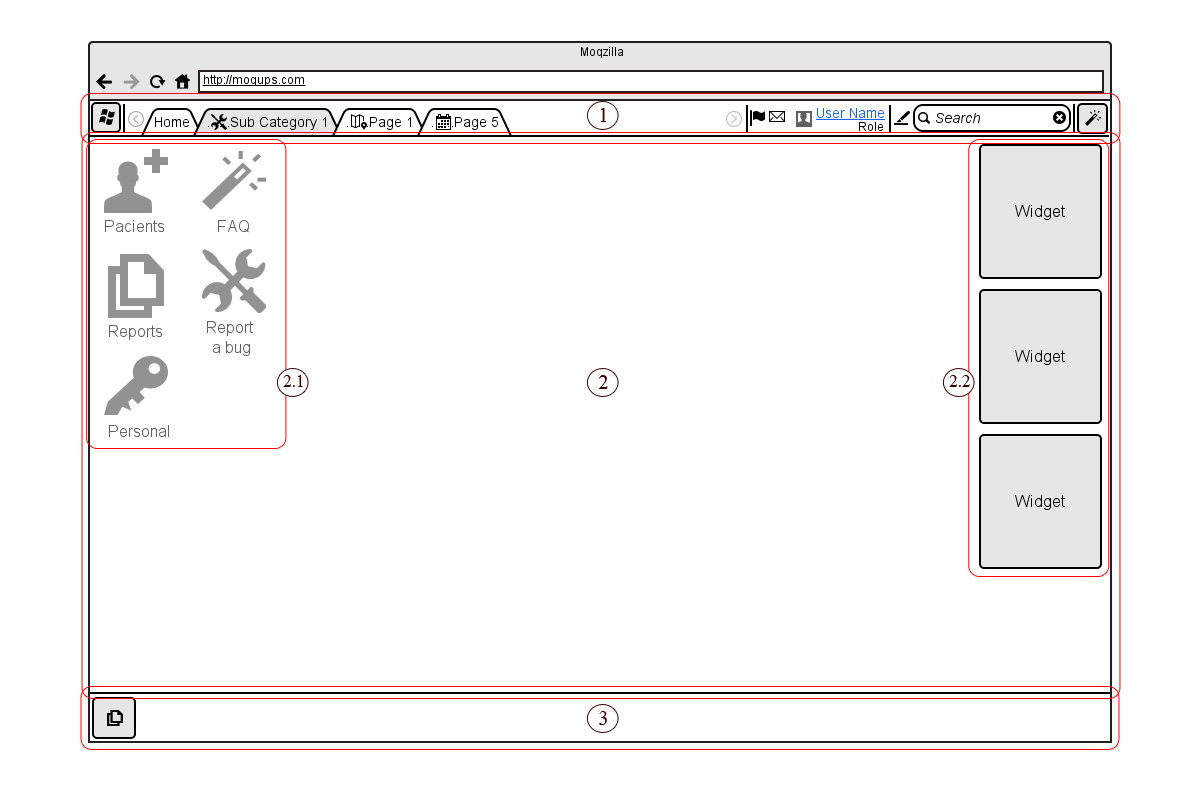 Moqzilla
http://moqups.com
Home
.Sub Category 1
.Page 1
.Page 5
1
User Name
Role
Search
Pacients
FAQ
Reports
Report
a bug
Personal
2.1
2
2.2
Widget
Widget
Widget
3